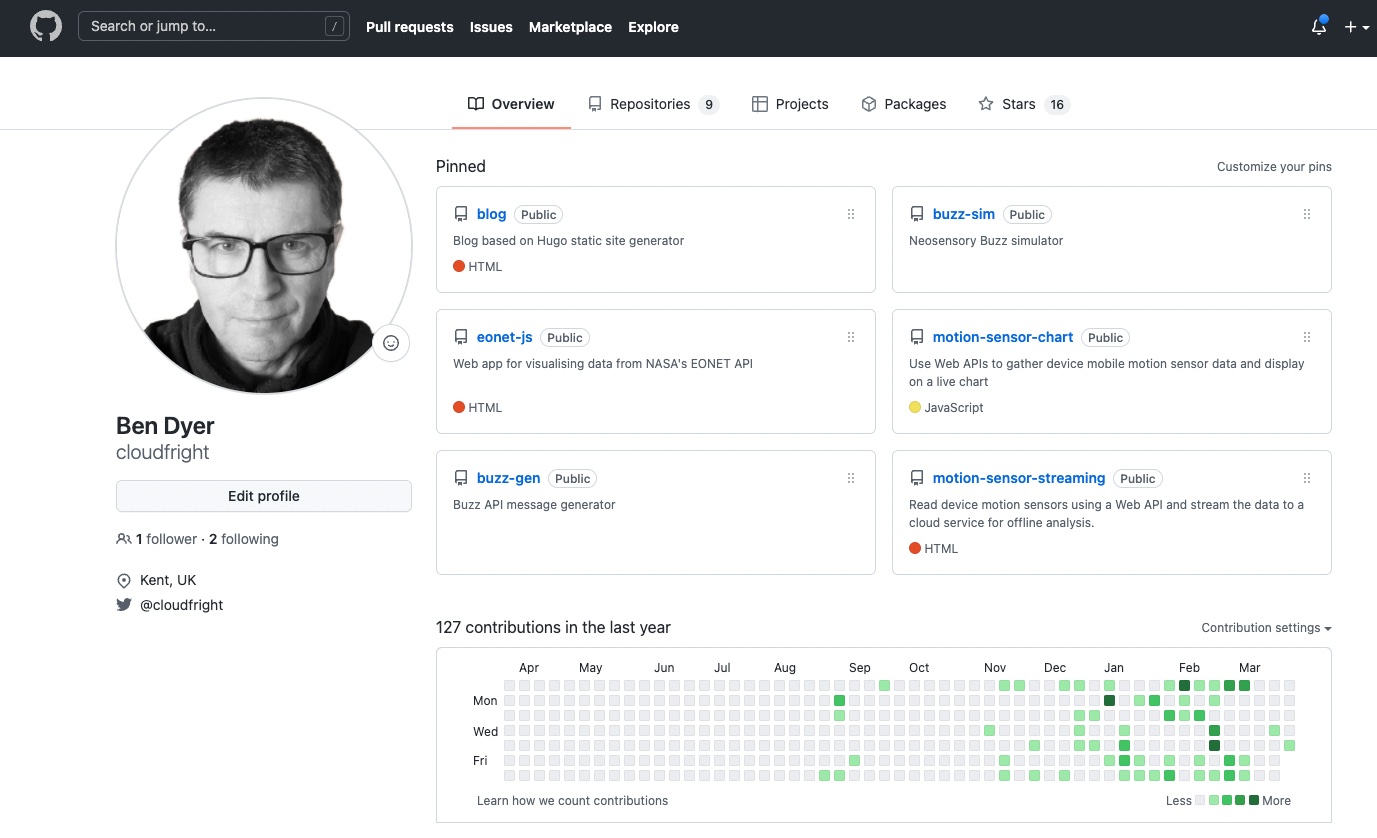 Search or jump to... /
Pull requests Issues Marketplace Explore
Overview Repositories 9 Projects Packages Stars 16
Ben Dyer
cloudfright
Edit profile
1 follower · 2 following
Kent, UK
@cloudfright
Pinned Customize your pins
blog Public
Blog based on Hugo static site generator
HTML
buzz-sim Public
Neosensory Buzz simulator
eonet-js Public
Web app for visualising data from NASA's EONET API
HTML
motion-sensor-chart Public
Use Web APIs to gather device mobile motion sensor data and display
on a live chart
JavaScript
buzz-gen Public
Buzz API message generator
motion-sensor-streaming Public
Read device motion sensors using a Web API and stream the data to a
cloud service for offline analysis.
HTML
127 contributions in the last year Contribution settings
Apr May Jun Jul Aug Sep Oct Nov Dec Jan Feb Mar
Mon
Wed
Fri
Learn how we count contributions Less More